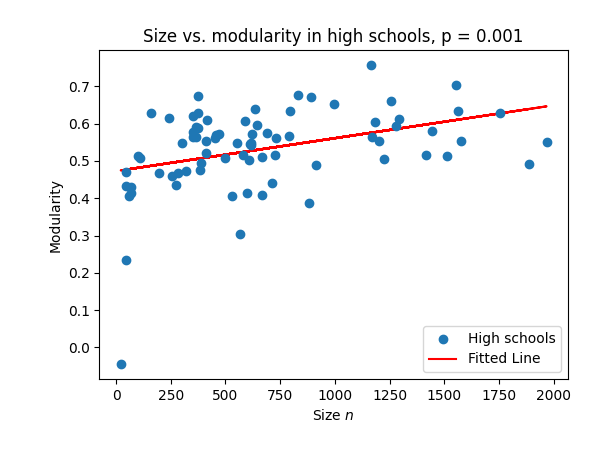 Size vs. modularity in high schools, p = 0.001
Modularity
0.7
0.6
0.5
0.4
0.3
0.2
0.1
0.0
High schools
Fitted Line
0 250 500 750 1000 1250 1500 1750 2000
Size n